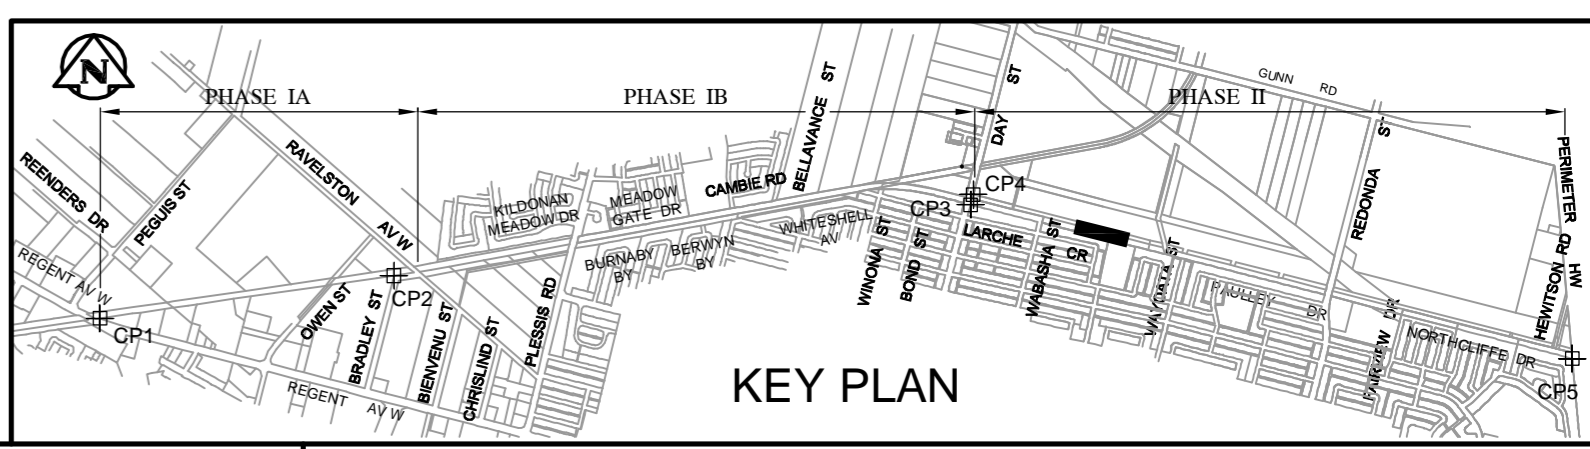 N
PHASE IA
PHASE IB
PHASE II
GUNN RD
REENDERS DR
PEGUIS ST
RAVELSTON AV W
KILDONAN
MEADOW DR
MEADOW
GATE DR
CAMBIE RD
BELLAVANCE ST
DAY ST
REDONDA ST
PERIMETER HW
REGENT AV W
CP1
CP2
CP3
CP4
CP5
OWEN ST
BRADLEY ST
BIENVENU ST
CHRISLIND ST
PLESSIS RD
BURNABY
BY
BERWYN
BY
WHITESHELL
AV
WINONA ST
BOND ST
LARCHE CR
WABASHA ST
WAYOATA ST
PAULLEY DR
FAIRVIEW DR
NORTHCLIFFE DR
HEWITSON RD
REGENT AV W
KEY PLAN